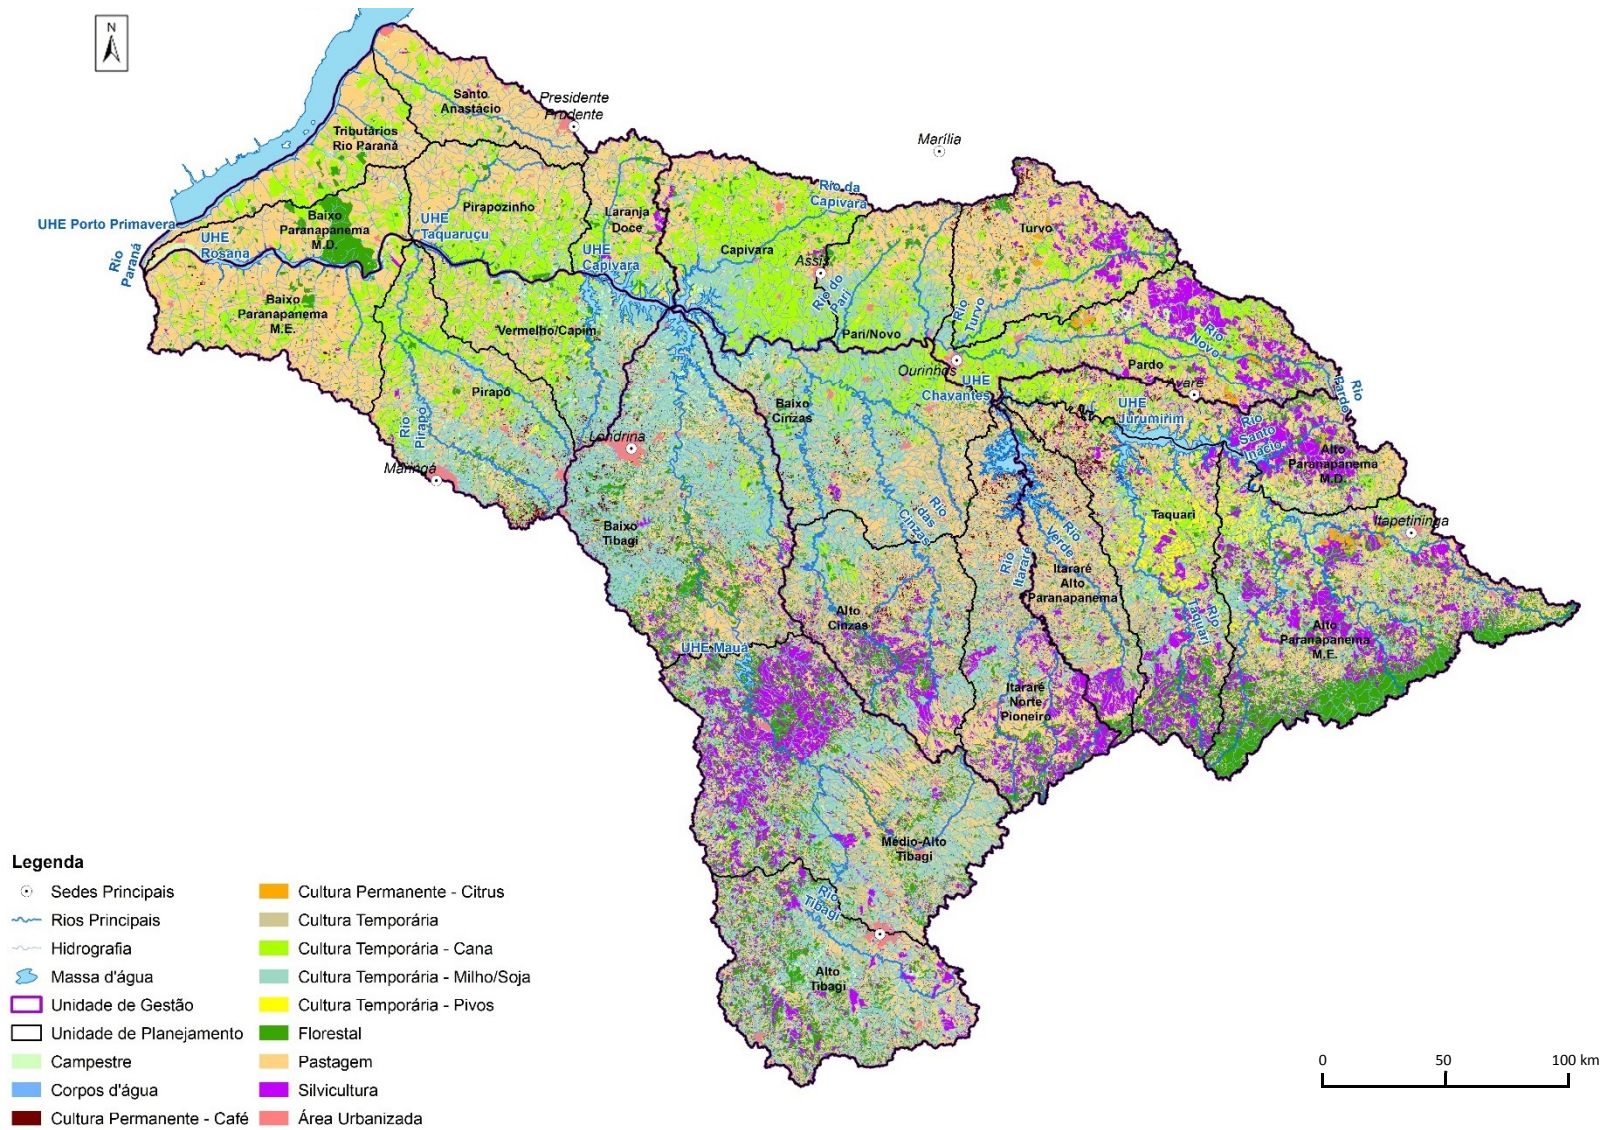 N
Santo
Anastácio
Presidente
Prudente
Tributários
Rio Paraná
Marília
Rio da
Capivara
UHE Porto Primavera
Baixo
Paranapanema
M.D.
UHE
Taquaruçu
Pirapozinho
Laranja
Doce
Turvo
UHE
Rosana
Rio
Paraná
UHE
Capivara
Capivara
Assis
Rio do
Pari
Baixo
Paranapanema
M.E.
Vermelho/Capim
Pari/Novo
Rio
Turvo
Rio
Novo
Pardo
Ourinhos
UHE
Chavantes
Avaré
Rio
Pardo
Pirapó
Rio
Pirapó
Baixo
Cinzas
UHE
Jurumirim
Rio
Santo
Inácio
Alto
Paranapanema
M.D.
Londrina
Maringá
Baixo
Tibagi
Rio
das
Cinzas
Rio
Itararé
Rio
Verde
Itararé
Alto
Paranapanema
Taquari
Itapetininga
Alto
Cinzas
Rio
Taquari
Alto
Paranapanema
M.E.
UHE Mauá
Itararé
Norte
Pioneiro
Médio-Alto
Tibagi
Rio
Tibagi
Alto
Tibagi
Legenda
Sedes Principais
Rios Principais
Hidrografia
Massa d'água
Unidade de Gestão
Unidade de Planejamento
Campestre
Corpos d'água
Cultura Permanente - Café
Cultura Permanente - Citrus
Cultura Temporária
Cultura Temporária - Cana
Cultura Temporária - Milho/Soja
Cultura Temporária - Pivos
Florestal
Pastagem
Silvicultura
Área Urbanizada
0 50 100 km